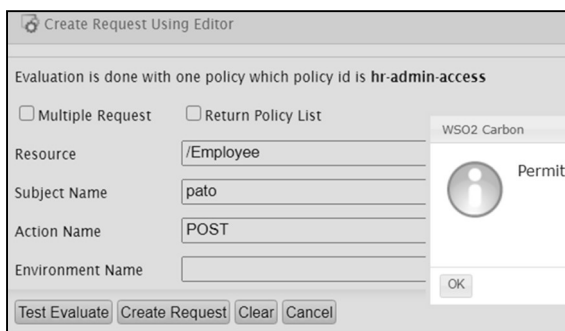 Create Request Using Editor
Evaluation is done with one policy which policy id is hr-admin-access
Multiple Request Return Policy List
WSO2 Carbon
Resource /Employee
Permit
Subject Name pato
Action Name POST
Environment Name
OK
Test Evaluate Create Request Clear Cancel